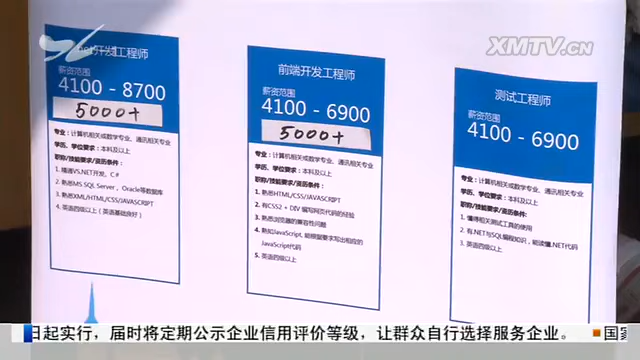 XMTV.CN
.net开发工程师
薪资范围
4100 - 8700
5000+
专业：计算机相关或数学专业、通讯相关专业
学历、学位要求：本科及以上
职称/技能要求/资历条件：
1. 精通VS.NET开发，C#
2. 熟悉MS SQL Server，Oracle等数据库
3. 熟悉XML/HTML/CSS/JAVASCRIPT
4. 英语四级以上（英语基础良好）
前端开发工程师
薪资范围
4100 - 6900
5000+
专业：计算机相关或数学专业、通讯相关专业
学历、学位要求：本科及以上
职称/技能要求/资历条件：
1. 熟悉HTML/CSS/JAVASCRIPT
2. 有CSS2 + DIV 编写网页代码的经验
3. 熟悉浏览器的兼容性问题
4. 熟知JavaScript, 能根据要求写出相应的
JavaScript代码
5. 英语四级以上
测试工程师
薪资范围
4100 - 6900
专业：计算机相关或数学专业、通讯相关专业
学历、学位要求：本科及以上
职称/技能要求/资历条件：
1. 懂得相关测试工具的使用
2. 有.NET与SQL编程知识，能读懂.NET代码
3. 英语四级以上
日起实行，届时将定期公示企业信用评价等级，让群众自行选择服务企业。 ■国家